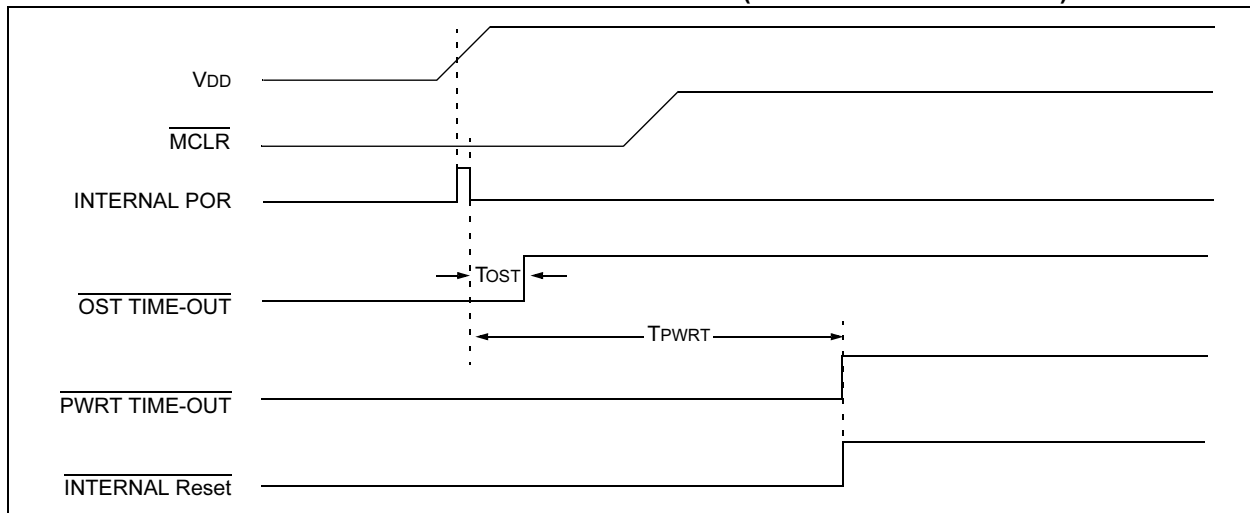 VDD
MCLR
INTERNAL POR
TOST
OST TIME-OUT
TPWRT
PWRT TIME-OUT
INTERNAL Reset